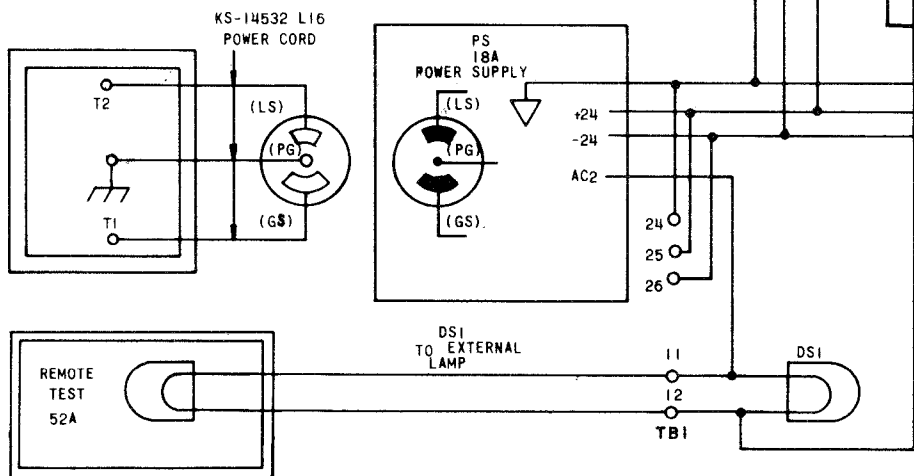 KS-14532 L16
POWER CORD
T2
(LS)
(PG)
T1
(GS)
PS
18A
POWER SUPPLY
(LS)
(PG)
(GS)
+24
-24
AC2
24
25
26
REMOTE
TEST
52A
DS1
TO EXTERNAL
LAMP
11
12
TB1
DS1